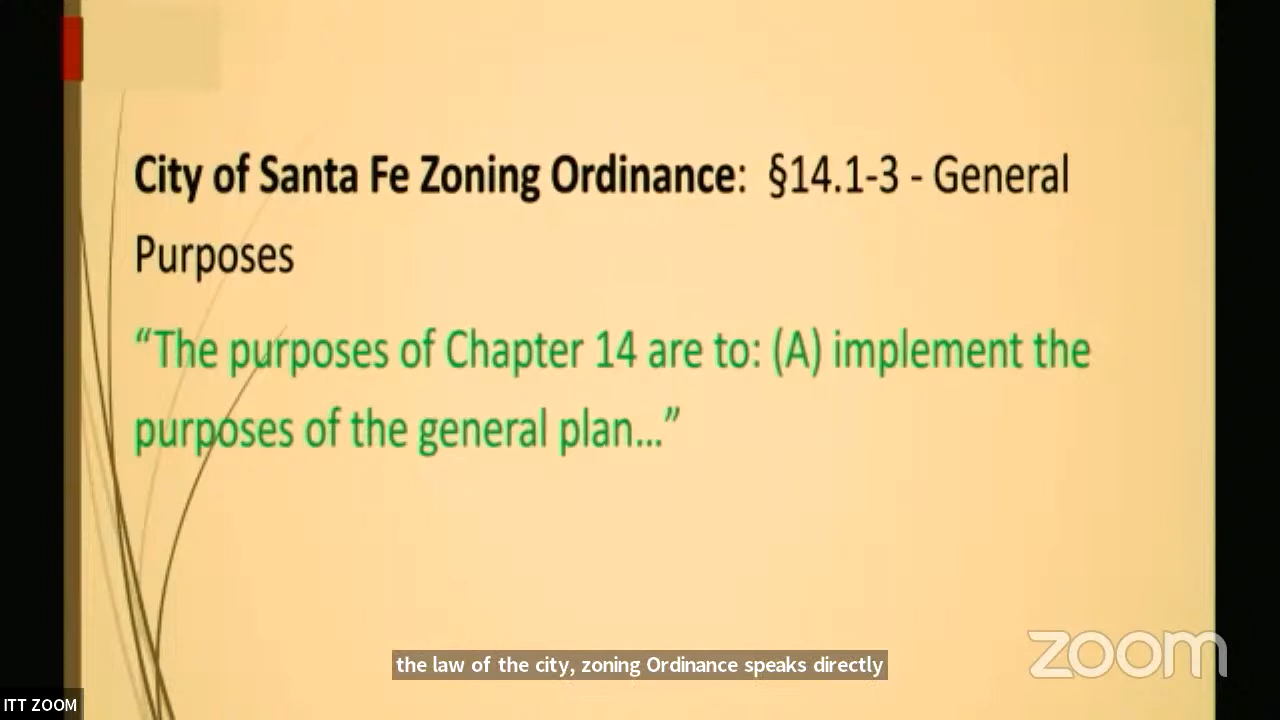 City of Santa Fe Zoning Ordinance: §14.1-3 - General
Purposes
“The purposes of Chapter 14 are to: (A) implement the
purposes of the general plan...”
the law of the city, zoning Ordinance speaks directly
zoom
ITT ZOOM